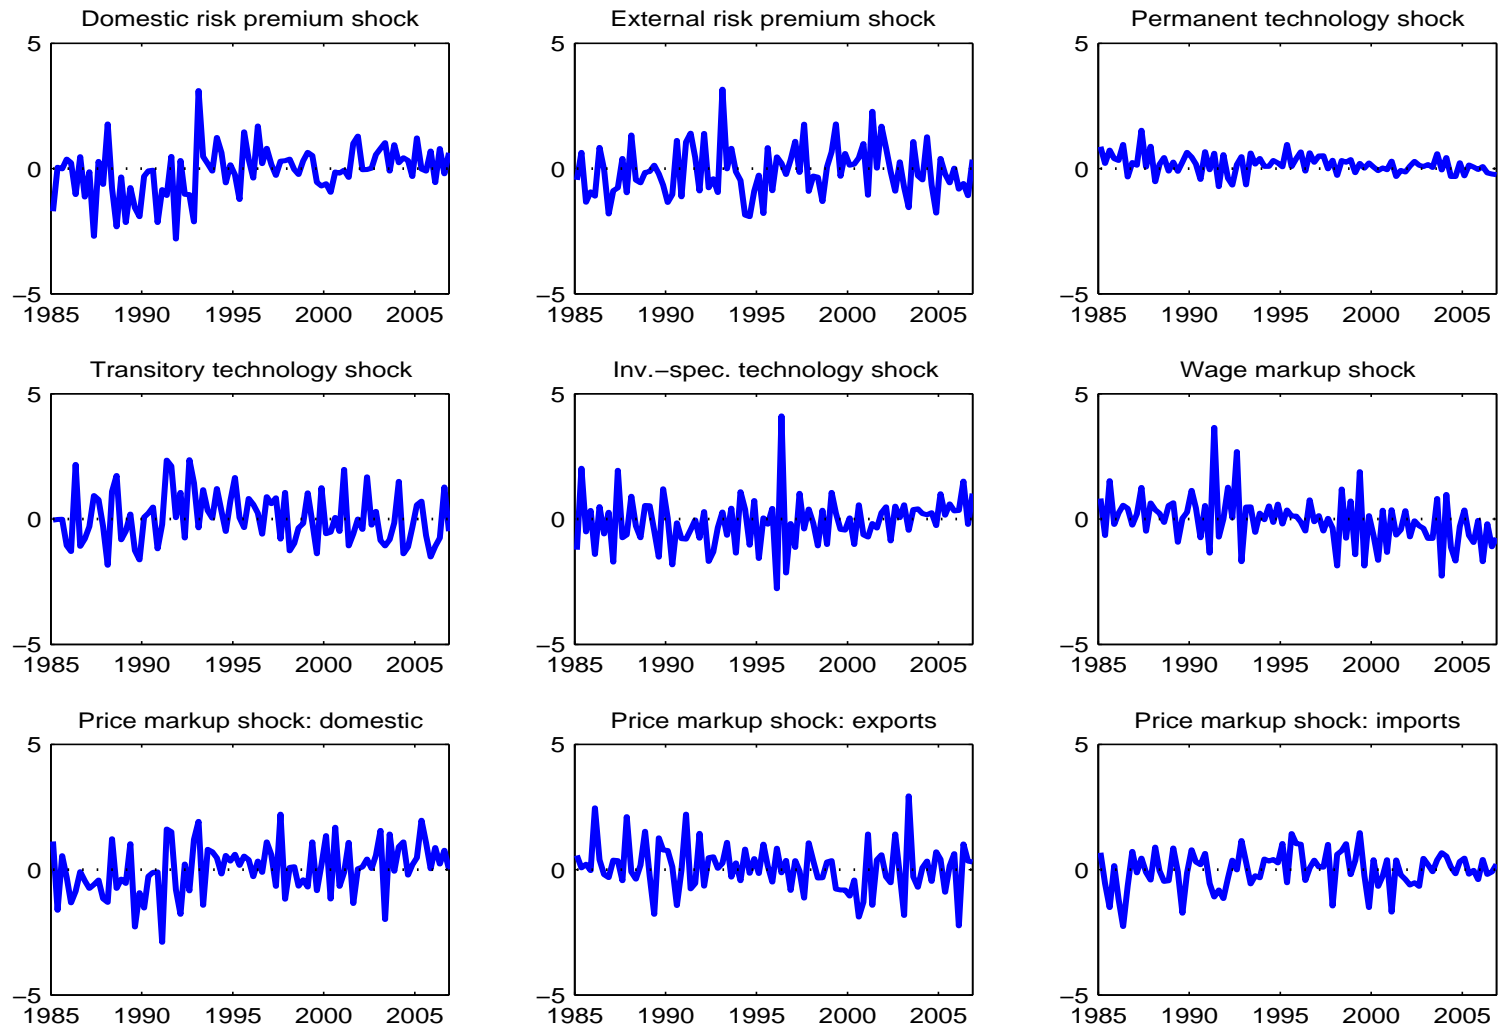 Domestic risk premium shock External risk premium shock Permanent technology shock
5 5 5
0 0 0
−5 −5 −5
1985 1990 1995 2000 2005 1985 1990 1995 2000 2005 1985 1990 1995 2000 2005
Transitory technology shock Inv.−spec. technology shock Wage markup shock
5 5 5
0 0 0
−5 −5 −5
1985 1990 1995 2000 2005 1985 1990 1995 2000 2005 1985 1990 1995 2000 2005
Price markup shock: domestic Price markup shock: exports Price markup shock: imports
5 5 5
0 0 0
−5 −5 −5
1985 1990 1995 2000 2005 1985 1990 1995 2000 2005 1985 1990 1995 2000 2005